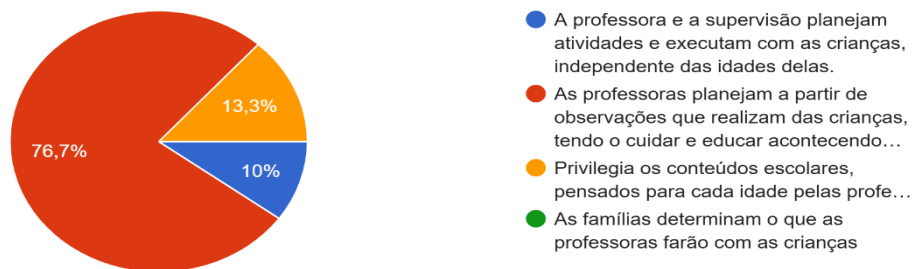 76,7%
13,3%
10%
A professora e a supervisão planejam
atividades e executam com as crianças,
independente das idades delas.
As professoras planejam a partir de
observações que realizam das crianças,
tendo o cuidar e educar acontecendo…
Privilegia os conteúdos escolares,
pensados para cada idade pelas profe…
As famílias determinam o que as
professoras farão com as crianças